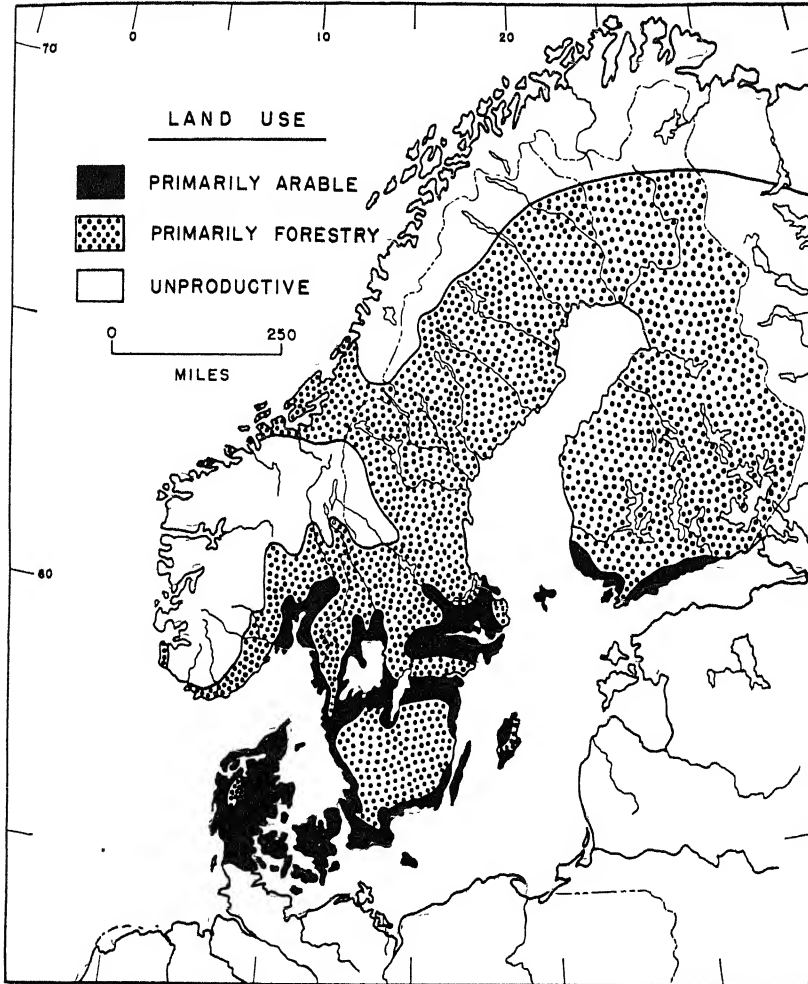 0 10 20
70
LAND USE
PRIMARILY ARABLE
PRIMARILY FORESTRY
UNPRODUCTIVE
0 250
MILES
60